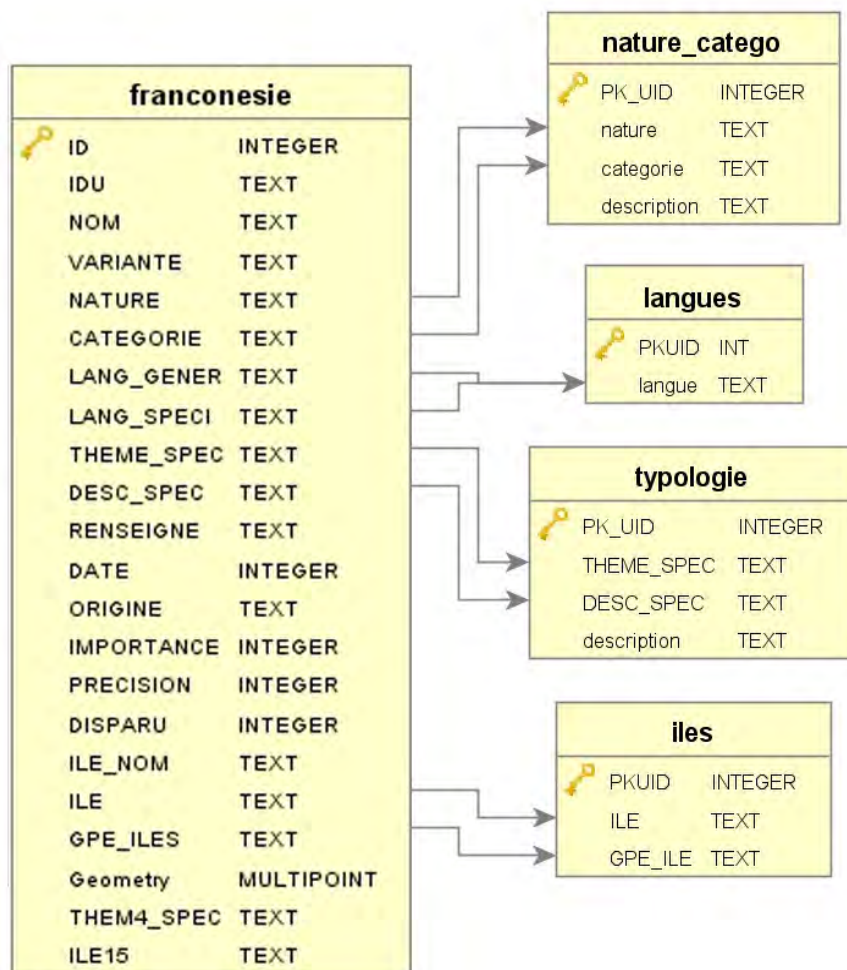 franconesie
ID INTEGER
IDU TEXT
NOM TEXT
VARIANTE TEXT
NATURE TEXT
CATEGORIE TEXT
LANG_GENER TEXT
LANG_SPECI TEXT
THEME_SPEC TEXT
DESC_SPEC TEXT
RENSEIGNE TEXT
DATE INTEGER
ORIGINE TEXT
IMPORTANCE INTEGER
PRECISION INTEGER
DISPARU INTEGER
ILE_NOM TEXT
ILE TEXT
GPE_ILES TEXT
Geometry MULTIPOINT
THEM4_SPEC TEXT
ILE15 TEXT
nature_catego
PK_UID INTEGER
nature TEXT
categorie TEXT
description TEXT
langues
PKUID INT
langue TEXT
typologie
PK_UID INTEGER
THEME_SPEC TEXT
DESC_SPEC TEXT
description TEXT
iles
PKUID INTEGER
ILE TEXT
GPE_ILE TEXT